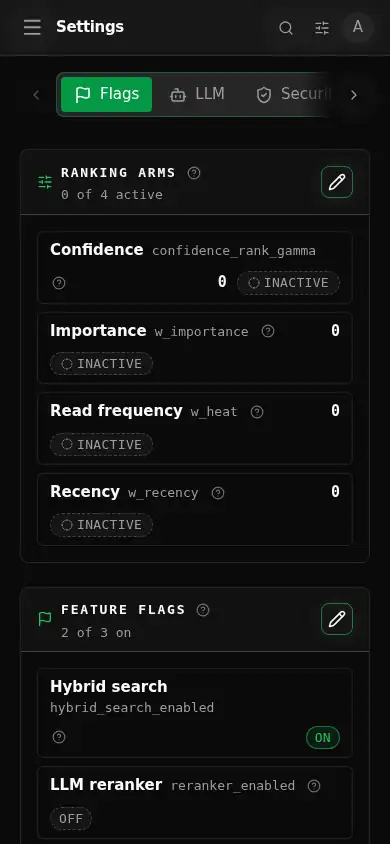 Settings
A
Flags LLM Securi
RANKING ARMS
0 of 4 active
Confidence confidence_rank_gamma
0 INACTIVE
Importance w_importance 0
INACTIVE
Read frequency w_heat 0
INACTIVE
Recency w_recency 0
INACTIVE
FEATURE FLAGS
2 of 3 on
Hybrid search
hybrid_search_enabled
ON
LLM reranker reranker_enabled
OFF